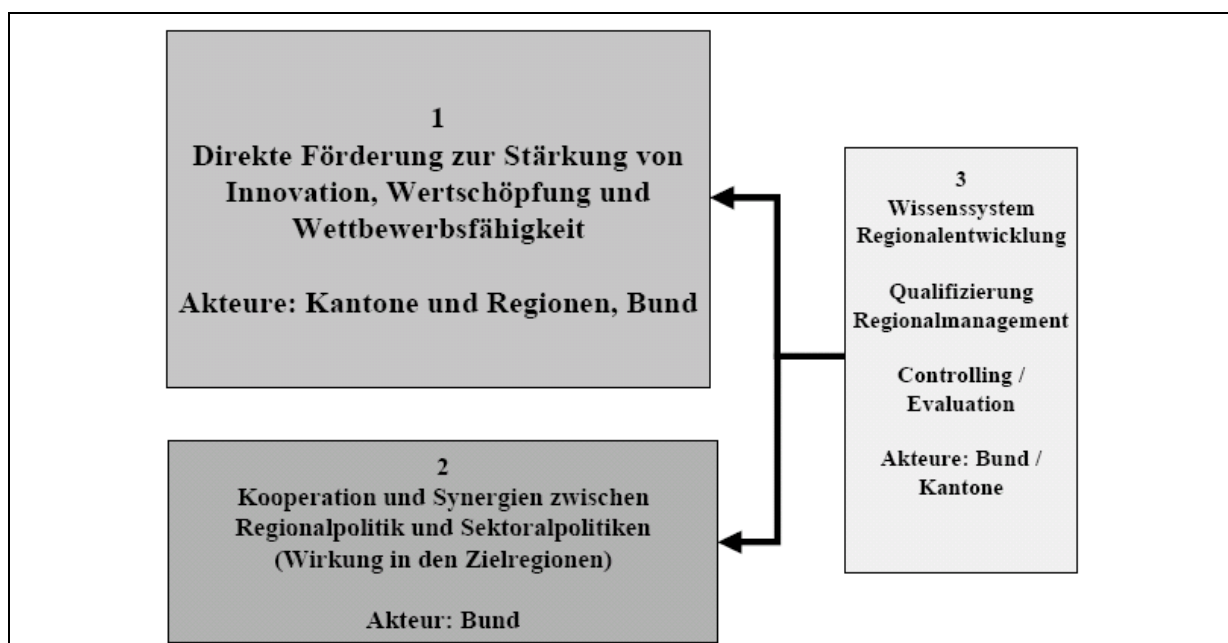 1
Direkte Förderung zur Stärkung von
Innovation, Wertschöpfung und
Wettbewerbsfähigkeit
Akteure: Kantone und Regionen, Bund
2
Kooperation und Synergien zwischen
Regionalpolitik und Sektoralpolitiken
(Wirkung in den Zielregionen)
Akteur: Bund
3
Wissenssystem
Regionalentwicklung
Qualifizierung
Regionalmanagement
Controlling /
Evaluation
Akteure: Bund /
Kantone